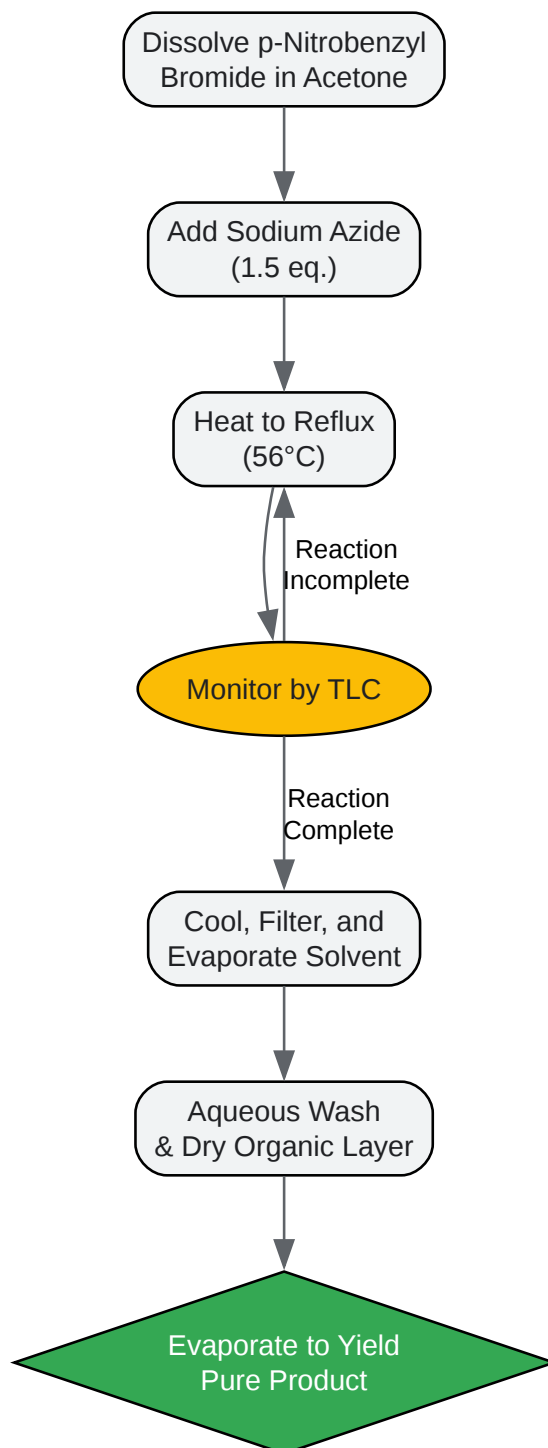 Dissolve p-Nitrobenzyl
Bromide in Acetone
Add Sodium Azide
(1.5 eq.)
Heat to Reflux
(56°C)
Reaction
Incomplete
Monitor by TLC
Reaction
Complete
Cool, Filter, and
Evaporate Solvent
Aqueous Wash
& Dry Organic Layer
Evaporate to Yield
Pure Product